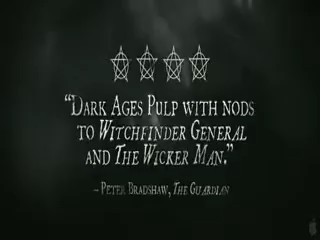 “Dark Ages Pulp with nods
to Witchfinder General
and The Wicker Man.”
– Peter Bradshaw, The Guardian